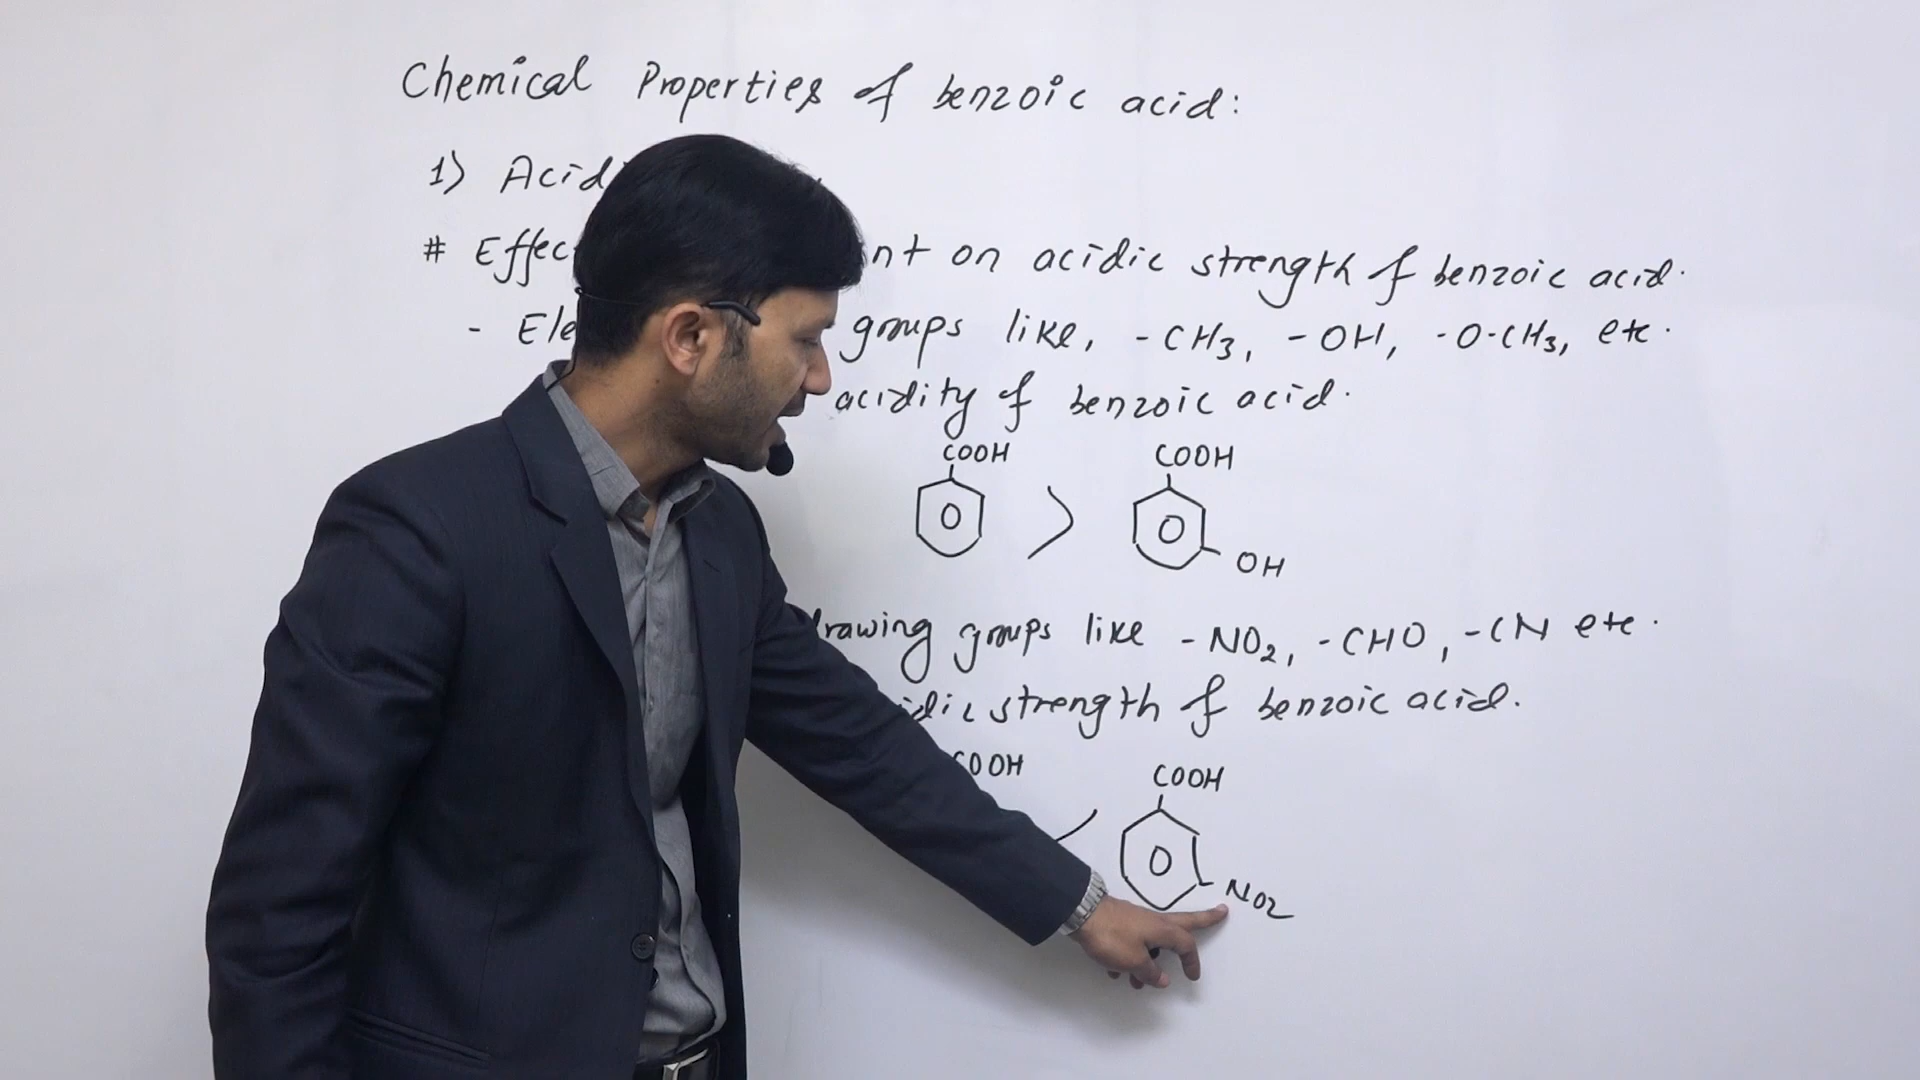 Chemical Properties of benzoic acid:
1) Acid
# Effec nt on acidic strength of benzoic acid.
- Ele groups like, -CH3, -OH, -O-CH3, etc.
acidity of benzoic acid.
COOH COOH
> OH
drawing groups like -NO2, -CHO, -CN etc.
idic strength of benzoic acid.
COOH COOH
< NO2